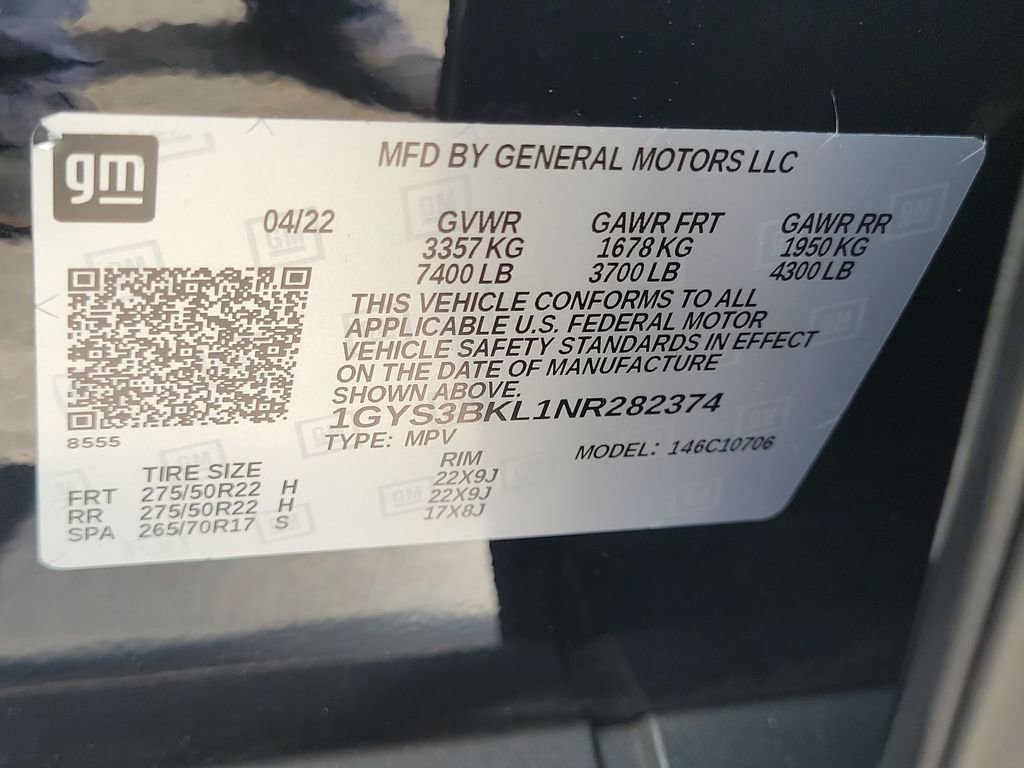 gm
MFD BY GENERAL MOTORS LLC
04/22 GVWR GAWR FRT GAWR RR
3357 KG 1678 KG 1950 KG
7400 LB 3700 LB 4300 LB
THIS VEHICLE CONFORMS TO ALL
APPLICABLE U.S. FEDERAL MOTOR
VEHICLE SAFETY STANDARDS IN EFFECT
ON THE DATE OF MANUFACTURE
SHOWN ABOVE.
1GYS3BKL1NR282374
8555
TYPE: MPV MODEL: 146C10706
TIRE SIZE RIM
FRT 275/50R22 H 22X9J
RR 275/50R22 H 22X9J
SPA 265/70R17 S 17X8J